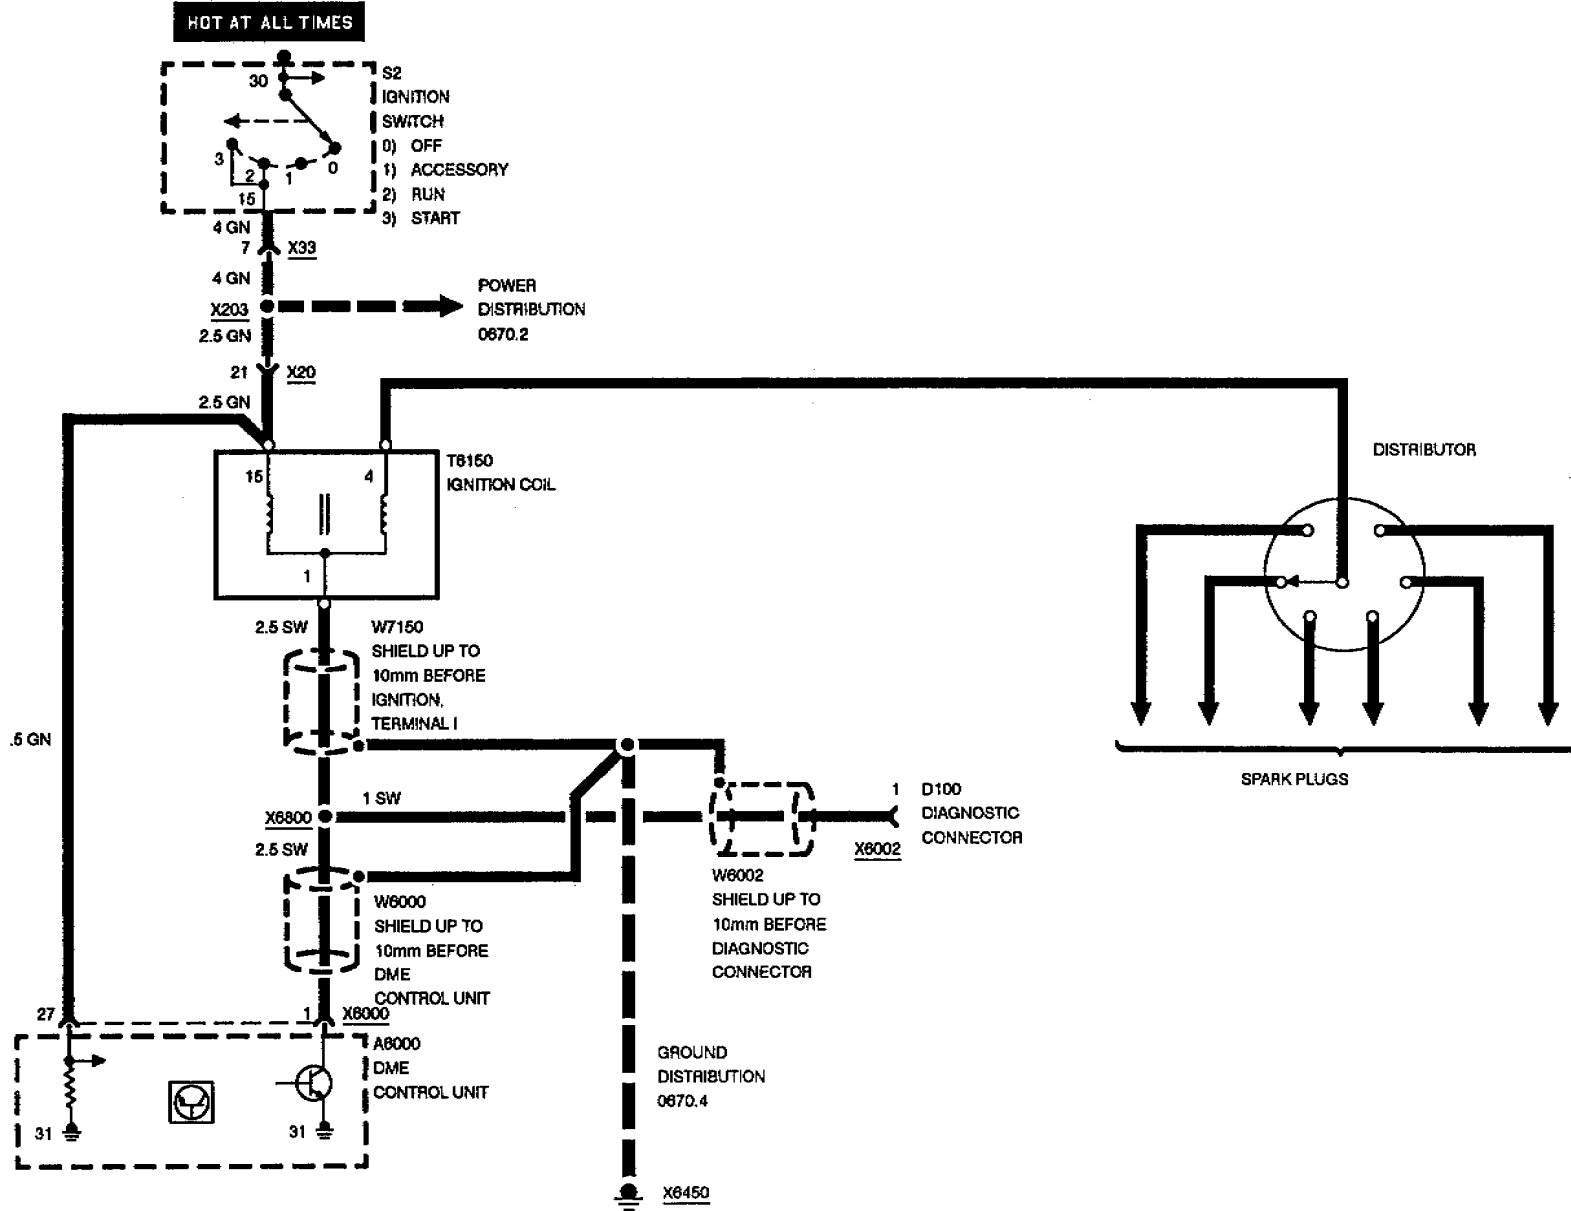 HOT AT ALL TIMES
30
S2
IGNITION
SWITCH
0) OFF
1) ACCESSORY
2) RUN
3) START
3
2
1
0
15
4 GN
7
X33
4 GN
X203
POWER
DISTRIBUTION
0670.2
2.5 GN
21
X20
2.5 GN
15
4
T6150
IGNITION COIL
1
DISTRIBUTOR
SPARK PLUGS
2.5 SW
W7150
SHIELD UP TO
10mm BEFORE
IGNITION,
TERMINAL I
.5 GN
1 SW
X6800
2.5 SW
1
D100
DIAGNOSTIC
CONNECTOR
X6002
W6002
SHIELD UP TO
10mm BEFORE
DIAGNOSTIC
CONNECTOR
W6000
SHIELD UP TO
10mm BEFORE
DME
CONTROL UNIT
27
1
X6000
A6000
DME
CONTROL UNIT
31
31
GROUND
DISTRIBUTION
0670.4
X6450